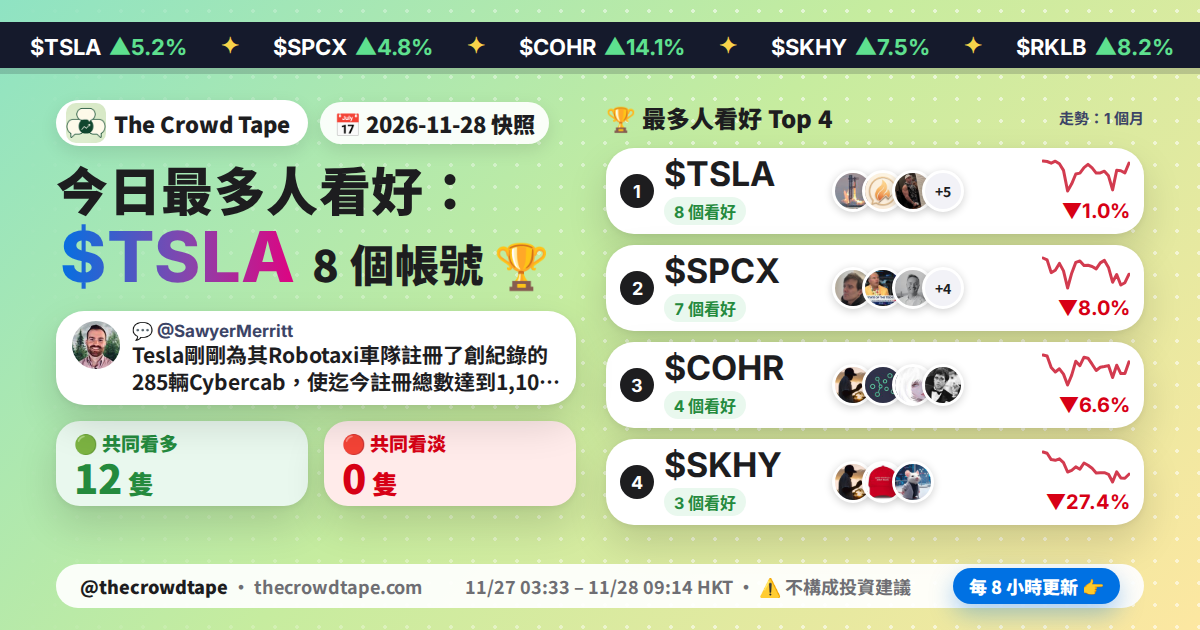 $TSLA ▲5.2% ✦ $SPCX ▲4.8% ✦ $COHR ▲14.1% ✦ $SKHY ▲7.5% ✦ $RKLB ▲8.2%
The Crowd Tape
📅 2026-11-28 快照
今日最多人看好：
$TSLA 8 個帳號 🏆
💬 @SawyerMerritt
Tesla剛剛為其Robotaxi車隊註冊了創紀錄的
285輛Cybercab，使迄今註冊總數達到1,10…
🟢 共同看多
12 隻
🔴 共同看淡
0 隻
🏆 最多人看好 Top 4
走勢：1個月
1 $TSLA
8 個看好
+5
▼1.0%
2 $SPCX
7 個看好
+4
▼8.0%
3 $COHR
4 個看好
▼6.6%
4 $SKHY
3 個看好
▼27.4%
@thecrowdtape · thecrowdtape.com 11/27 03:33 – 11/28 09:14 HKT · ⚠️ 不構成投資建議
每 8 小時更新 👉